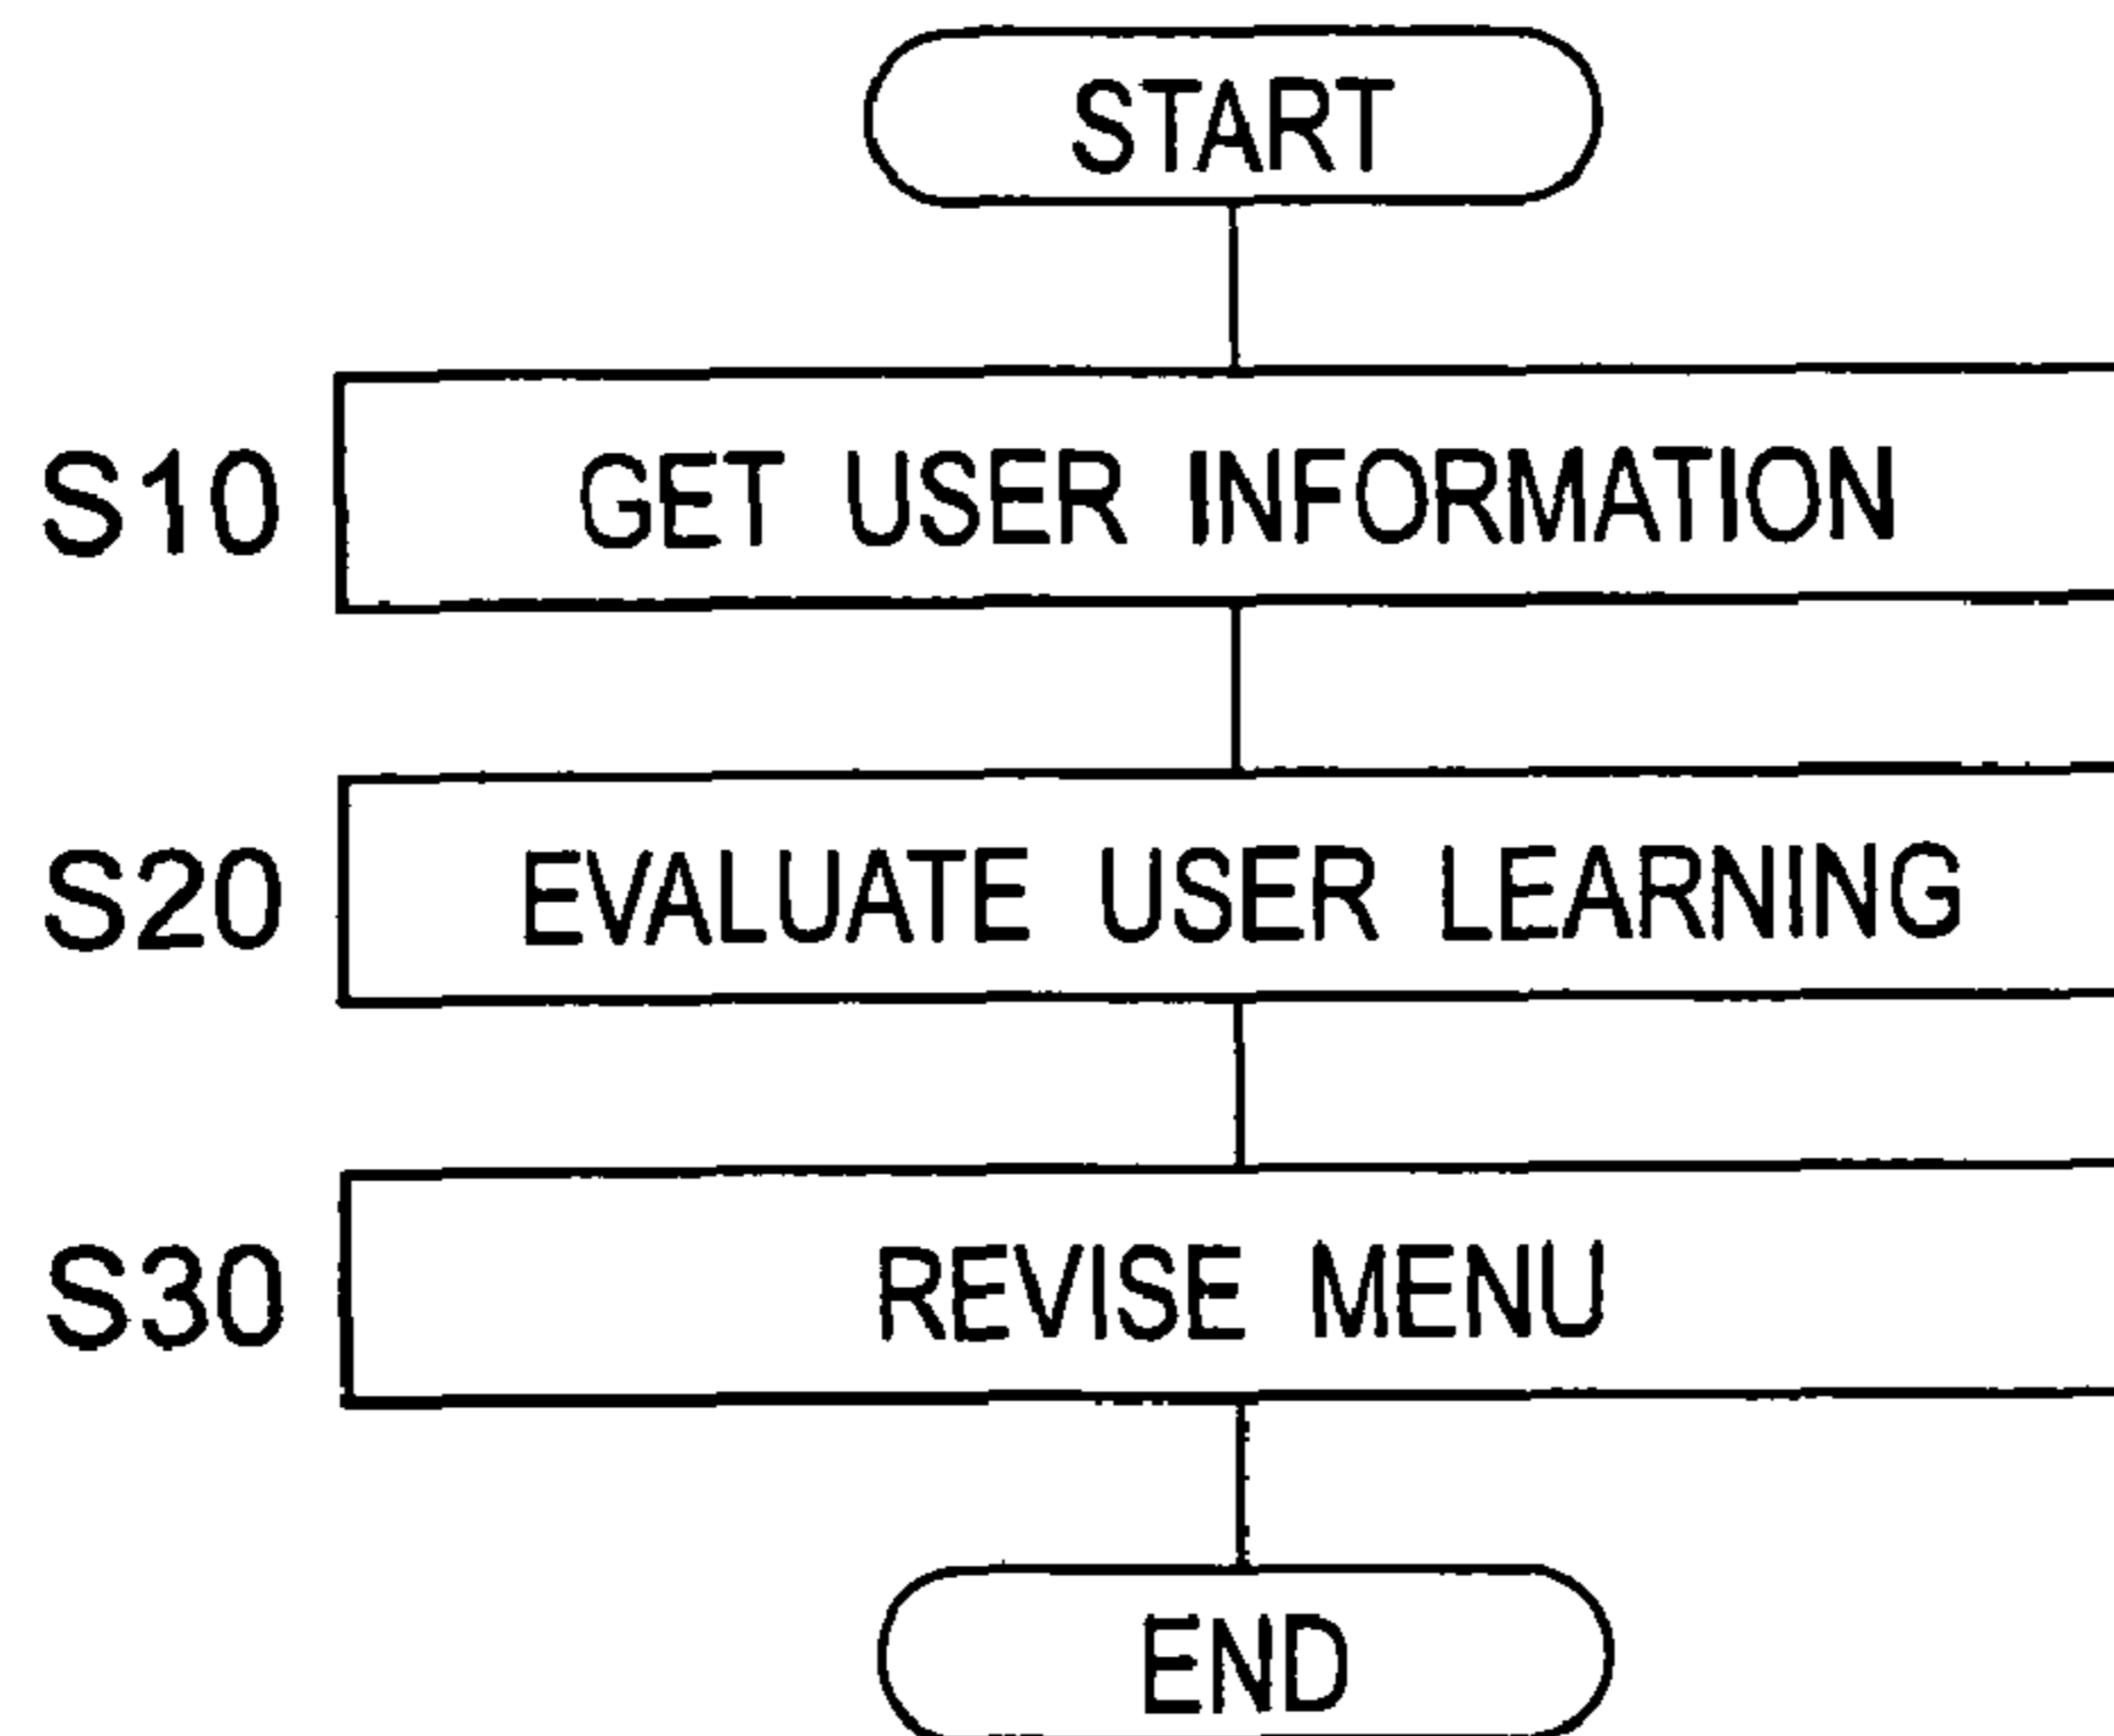 START
S10 GET USER INFORMATION
S20 EVALUATE USER LEARNING
S30 REVISE MENU
END